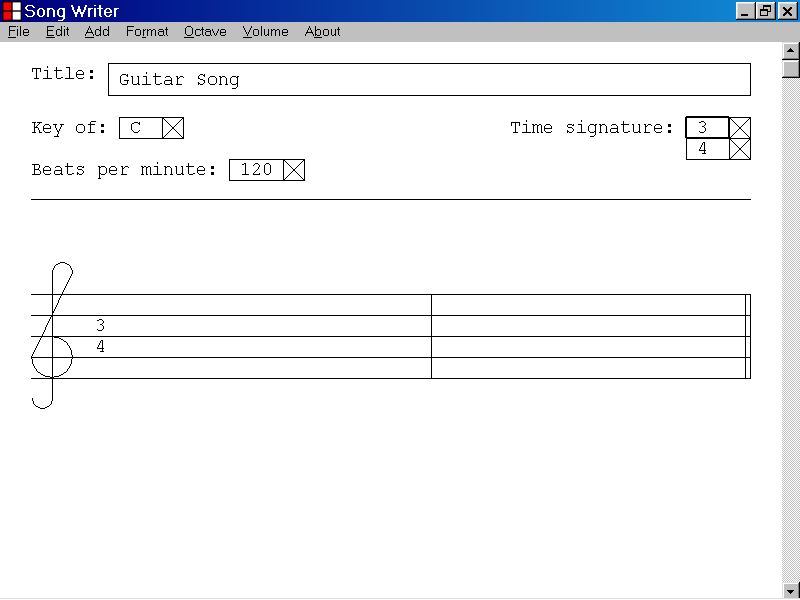 Song Writer
File Edit Add Format Octave Volume About
Title: Guitar Song
Key of: C Time signature: 3
4
Beats per minute: 120
3
4